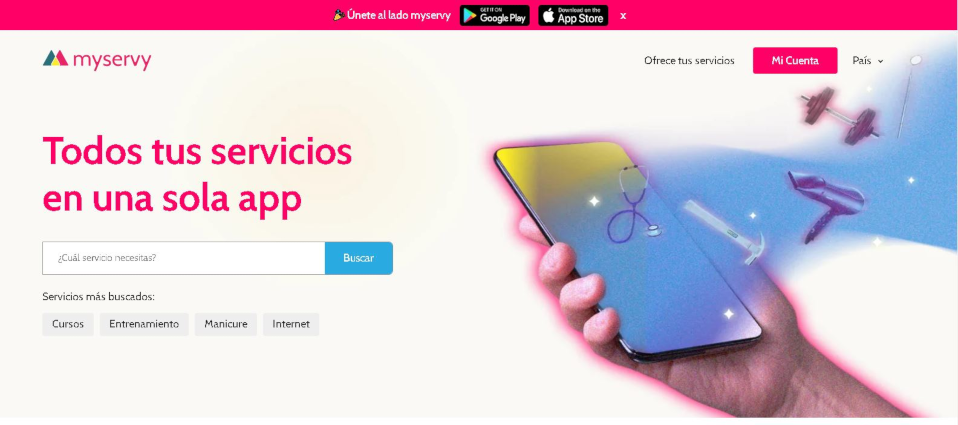 Únete al lado myservy
GET IT ON
Google Play
Download on the
App Store
x
myservy
Ofrece tus servicios
Mi Cuenta
País
Todos tus servicios
en una sola app
¿Cuál servicio necesitas?
Buscar
Servicios más buscados:
Cursos
Entrenamiento
Manicure
Internet